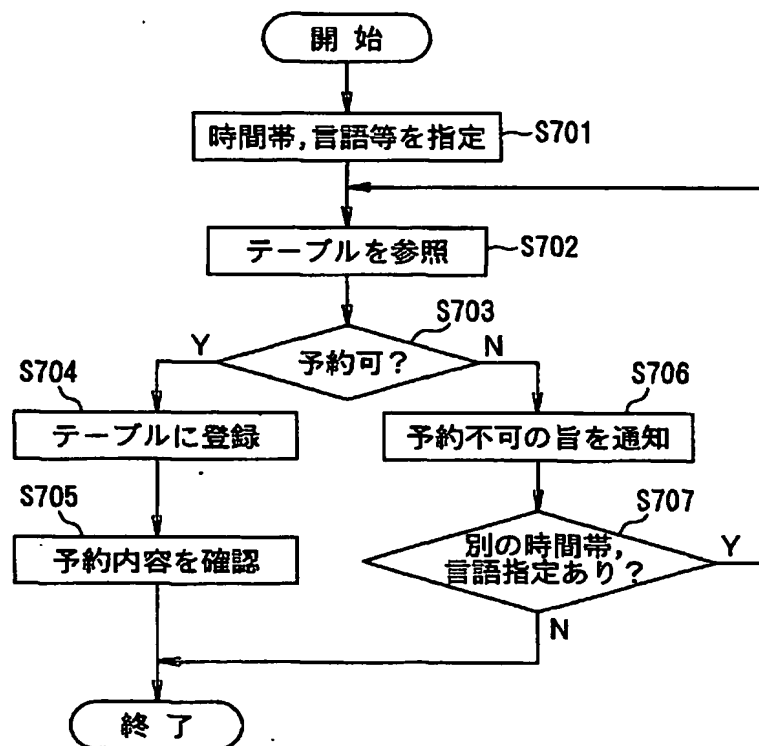 開始
時間帯,言語等を指定
S701
テーブルを参照
S702
S703
予約可?
Y
N
S704
テーブルに登録
S706
予約不可の旨を通知
S705
予約内容を確認
S707
別の時間帯,
言語指定あり?
Y
N
終了